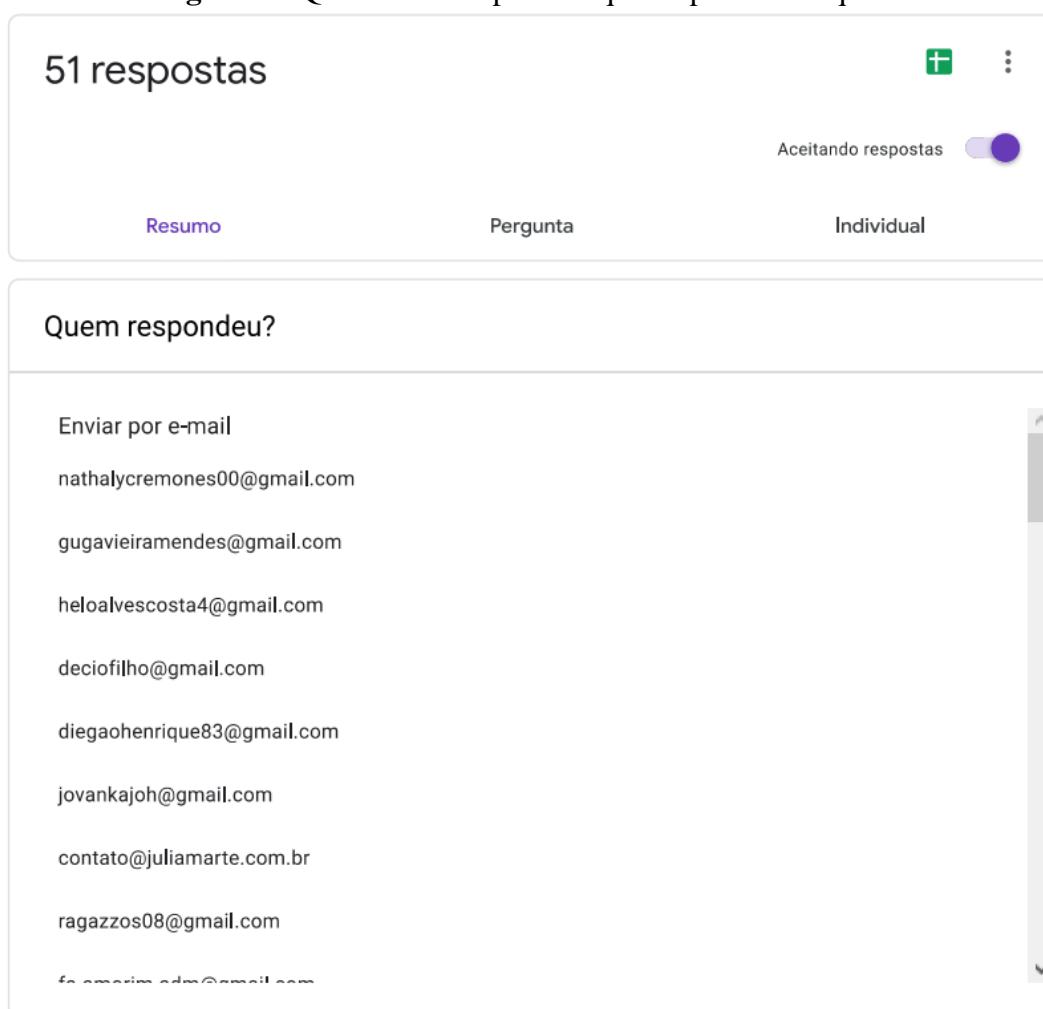 51 respostas
Aceitando respostas
Resumo Pergunta Individual
Quem respondeu?
Enviar por e-mail
nathalycremones00@gmail.com
gugavieiramendes@gmail.com
heloalvescosta4@gmail.com
deciofilho@gmail.com
diegaohenrique83@gmail.com
jovankajoh@gmail.com
contato@juliamarte.com.br
ragazzos08@gmail.com